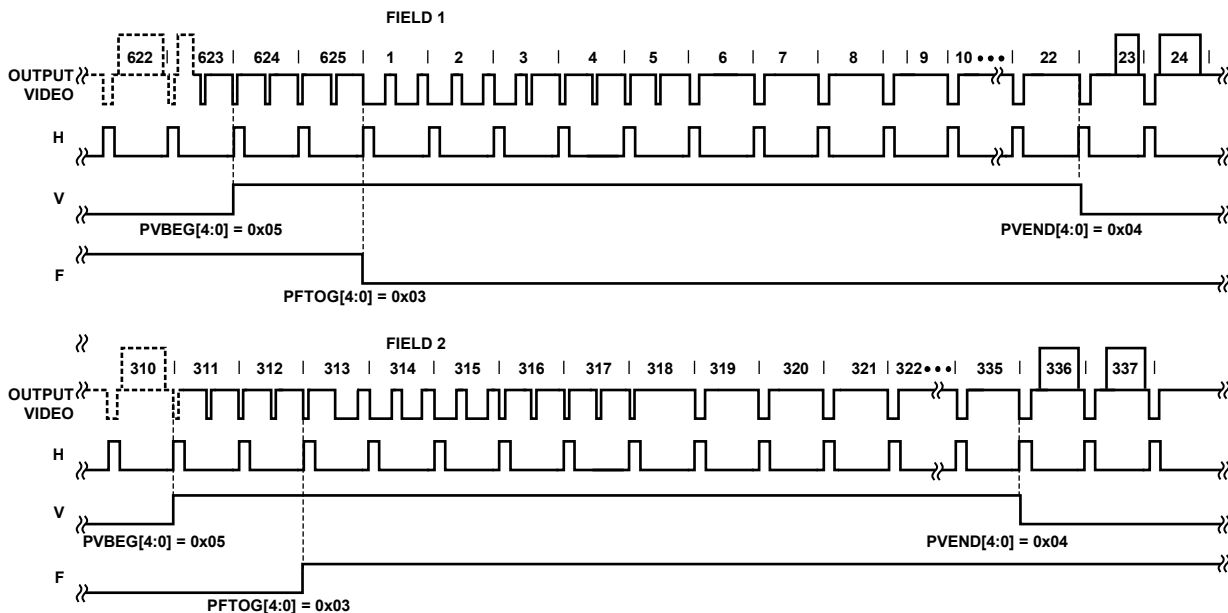 FIELD 1
622 623 624 625 1 2 3 4 5 6 7 8 9 10 ••• 22 23 24
OUTPUT
VIDEO
H
V
PVBEG[4:0] = 0x05
PVEND[4:0] = 0x04
F
PFTOG[4:0] = 0x03
FIELD 2
310 311 312 313 314 315 316 317 318 319 320 321 322 ••• 335 336 337
OUTPUT
VIDEO
H
V
PVBEG[4:0] = 0x05
PVEND[4:0] = 0x04
F
PFTOG[4:0] = 0x03